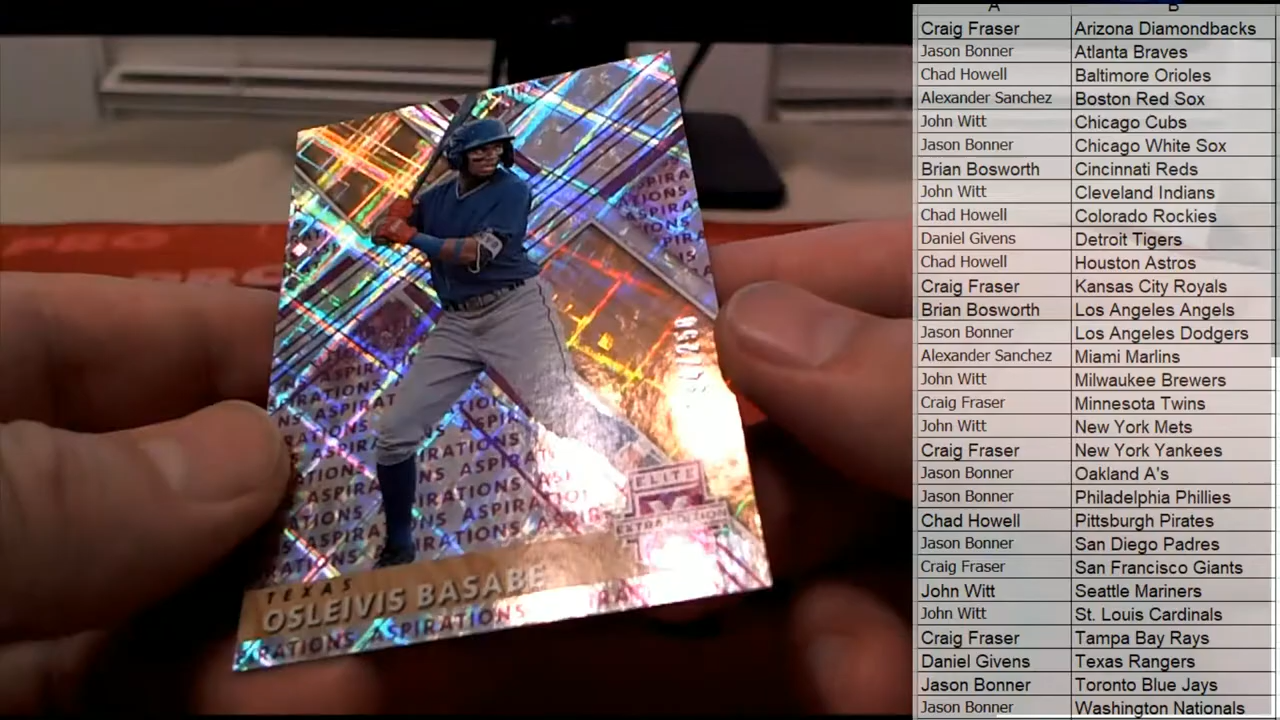 A B
Craig Fraser Arizona Diamondbacks
Jason Bonner Atlanta Braves
Chad Howell Baltimore Orioles
Alexander Sanchez Boston Red Sox
John Witt Chicago Cubs
Jason Bonner Chicago White Sox
Brian Bosworth Cincinnati Reds
John Witt Cleveland Indians
Chad Howell Colorado Rockies
Daniel Givens Detroit Tigers
Chad Howell Houston Astros
Craig Fraser Kansas City Royals
Brian Bosworth Los Angeles Angels
Jason Bonner Los Angeles Dodgers
Alexander Sanchez Miami Marlins
John Witt Milwaukee Brewers
Craig Fraser Minnesota Twins
John Witt New York Mets
Craig Fraser New York Yankees
Jason Bonner Oakland A's
Jason Bonner Philadelphia Phillies
Chad Howell Pittsburgh Pirates
Jason Bonner San Diego Padres
Craig Fraser San Francisco Giants
John Witt Seattle Mariners
John Witt St. Louis Cardinals
Craig Fraser Tampa Bay Rays
Daniel Givens Texas Rangers
Jason Bonner Toronto Blue Jays
Jason Bonner Washington Nationals
PRO
ELITE
EXTRA EDITION
TEXAS
OSLEIVIS BASABE
RATIONS ASPIRATIONS